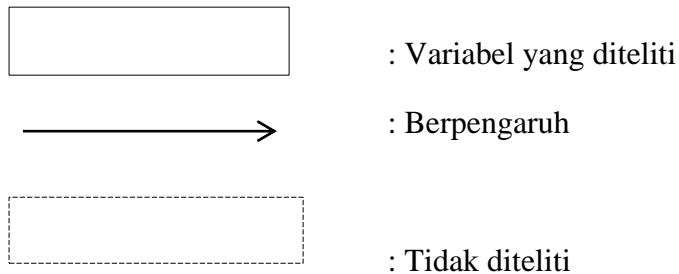 : Variabel yang diteliti
: Berpengaruh
: Tidak diteliti